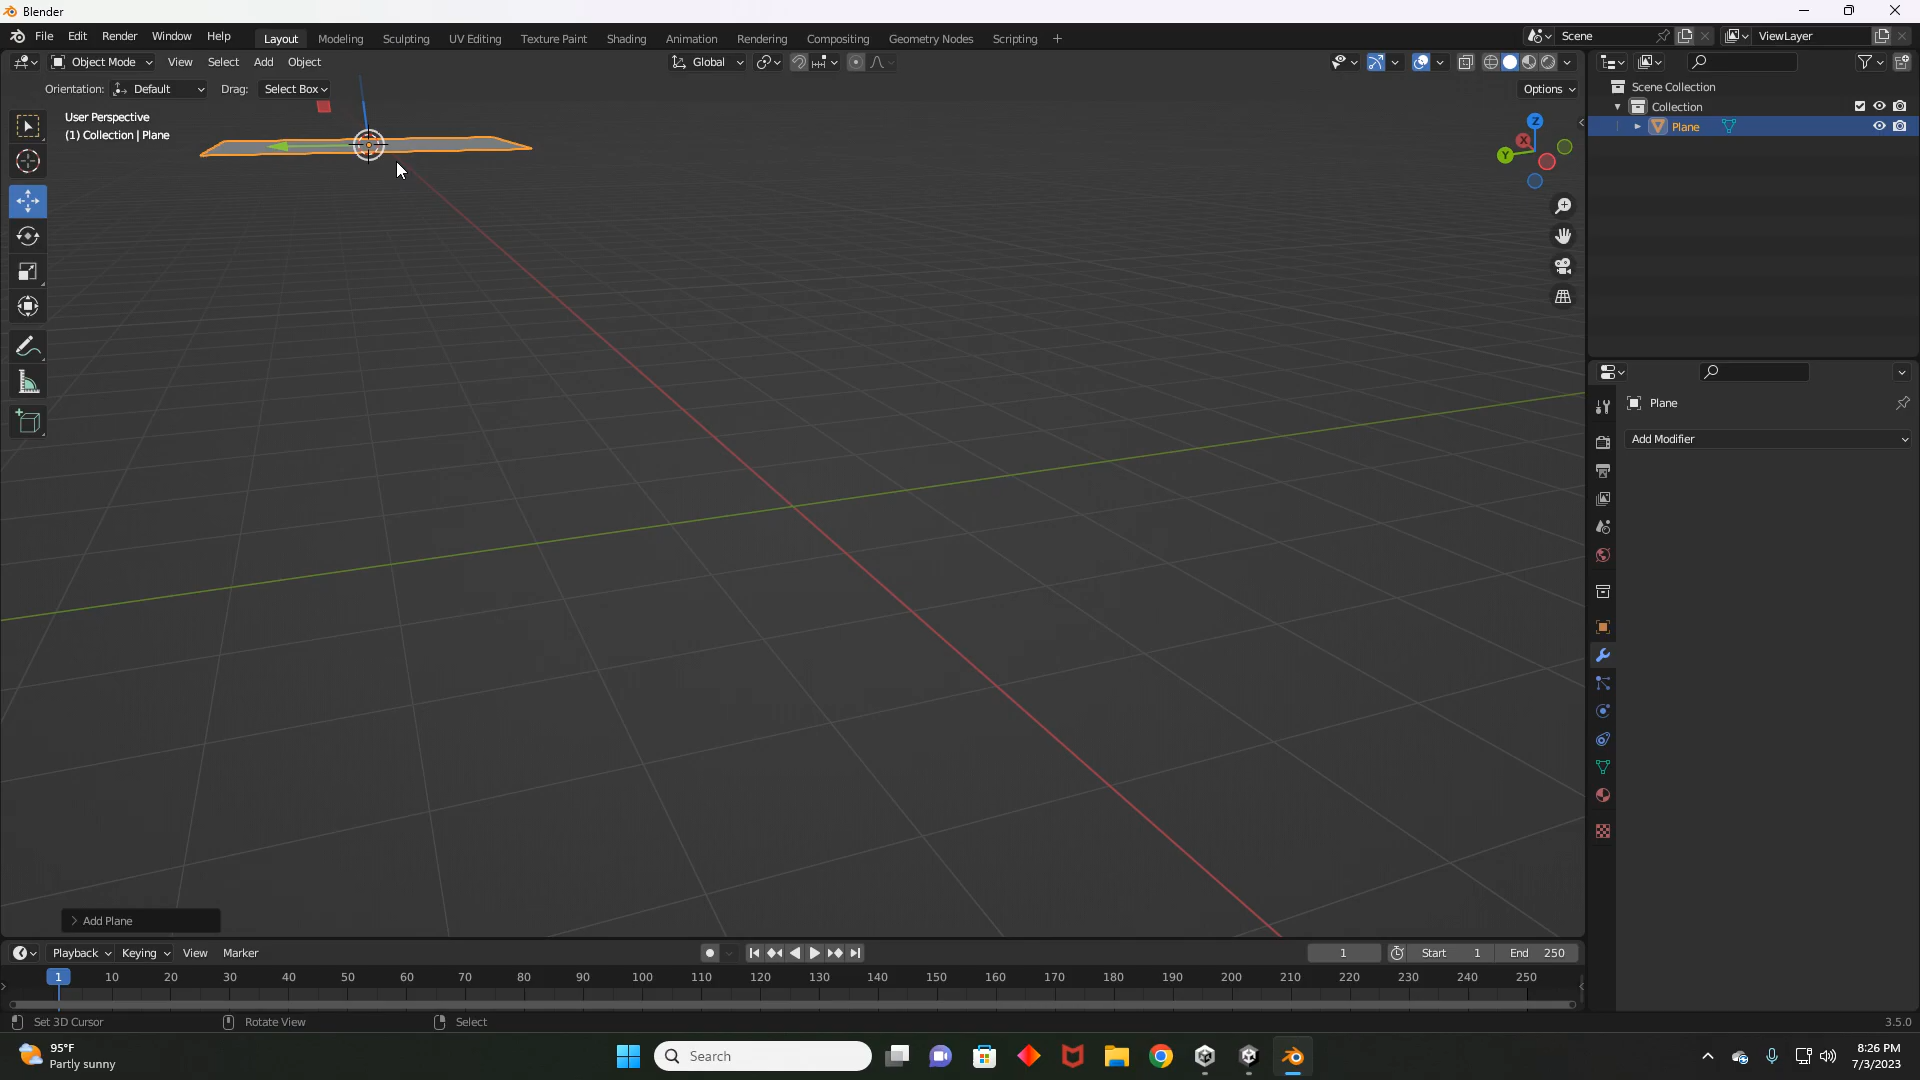 Blender
File Edit Render Window Help Layout Modeling Sculpting UV Editing Texture Paint Shading Animation Rendering Compositing Geometry Nodes Scripting + Scene ViewLayer
Object Mode View Select Add Object Global
Orientation: Default Drag: Select Box Options
User Perspective
(1) Collection | Plane
Z
X
Y
Scene Collection
Collection
Plane
Plane
Add Modifier
Add Plane
Playback Keying View Marker 1 Start 1 End 250
1 10 20 30 40 50 60 70 80 90 100 110 120 130 140 150 160 170 180 190 200 210 220 230 240 250
Set 3D Cursor Rotate View Select 3.5.0
95°F
Partly sunny
Search
8:26 PM
7/3/2023